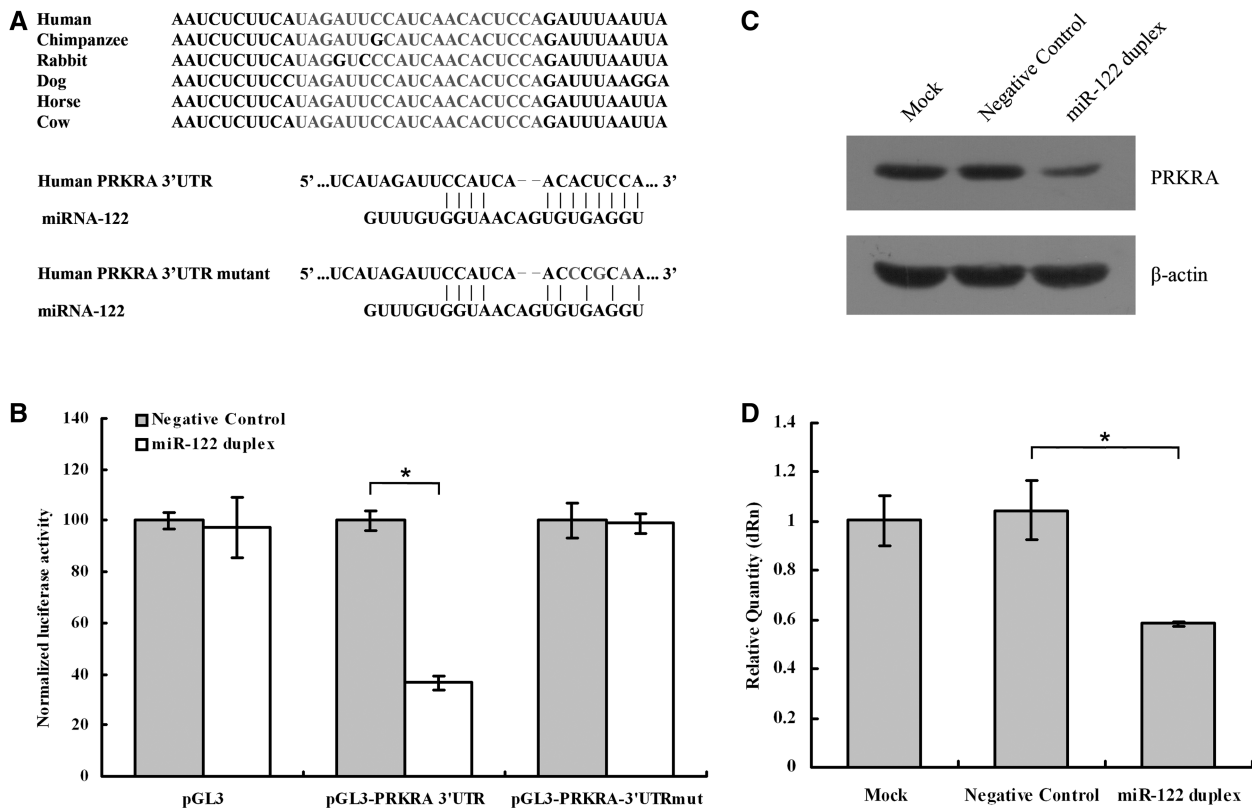 A
Human AAUCUCUUCAUAGAUUCCAUCAACACUCCAGAUUUAAUUA
Chimpanzee AAUCUCUUCAUAGAUUGCAUCAACACUCCAGAUUUAAUUA
Rabbit AAUCUCUUCAUAGGUCCCAUCAACACUCCAGAUUUAAUUA
Dog AAUCUCUUCCUAGAUUCCAUCAACACUCCAGAUUUAAGGA
Horse AAUCUCUUCAUAGAUUCCAUCAACACUCCAGAUUUAAUUA
Cow AAUCUCUUCAUAGAUUCCAUCAACACUCCAGAUUUAAUUA
Human PRKRA 3'UTR 5' ...UCAUAGAUUCCAUCA--ACACUCCA... 3'
miRNA-122 GUUUGUGGUAACAGUGUGAGGU
Human PRKRA 3'UTR mutant 5' ...UCAUAGAUUCCAUCA--ACCCGCAA... 3'
miRNA-122 GUUUGUGGUAACAGUGUGAGGU
B
Normalized luciferase activity
140
120
100
80
60
40
20
0
Negative Control
miR-122 duplex
*
pGL3 pGL3-PRKRA 3'UTR pGL3-PRKRA-3'UTRmut
C
Mock Negative Control miR-122 duplex
PRKRA
β-actin
D
Relative Quantity (dRn)
1.4
1.2
1
0.8
0.6
0.4
0.2
0
*
Mock Negative Control miR-122 duplex